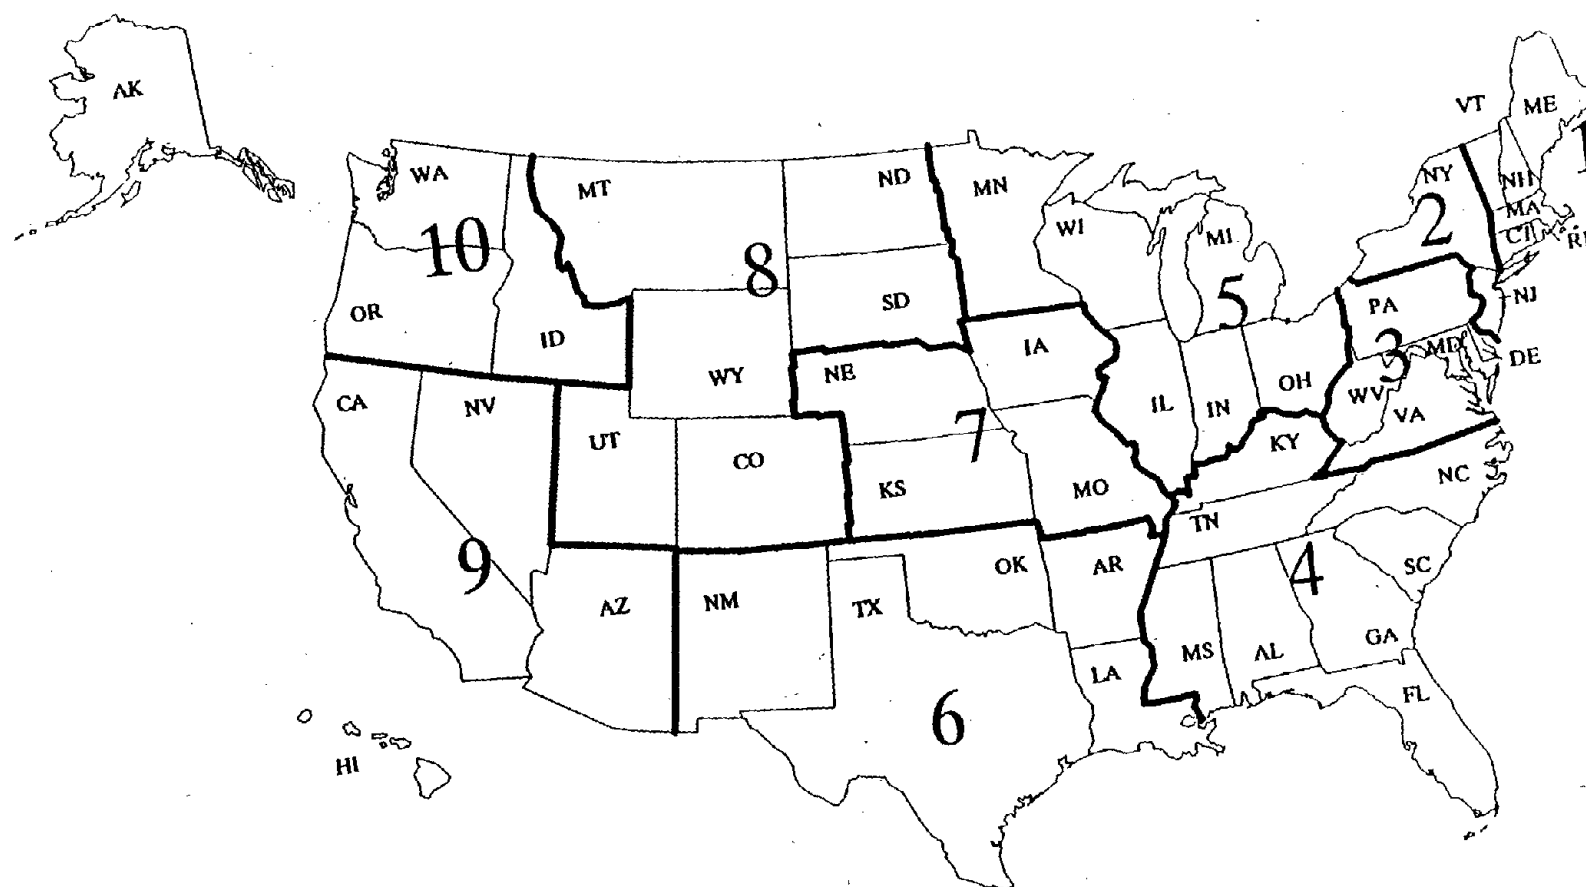 AK
VT
ME
1
WA
MT
ND
MN
NY
NH
MA
CT
RI
10
8
WI
MI
2
OR
ID
SD
5
PA
NJ
WY
NE
IA
3
MD
DE
CA
NV
IL
IN
OH
WV
VA
UT
CO
7
KY
KS
MO
NC
TN
9
OK
AR
4
SC
AZ
NM
TX
MS
AL
GA
LA
FL
6
HI